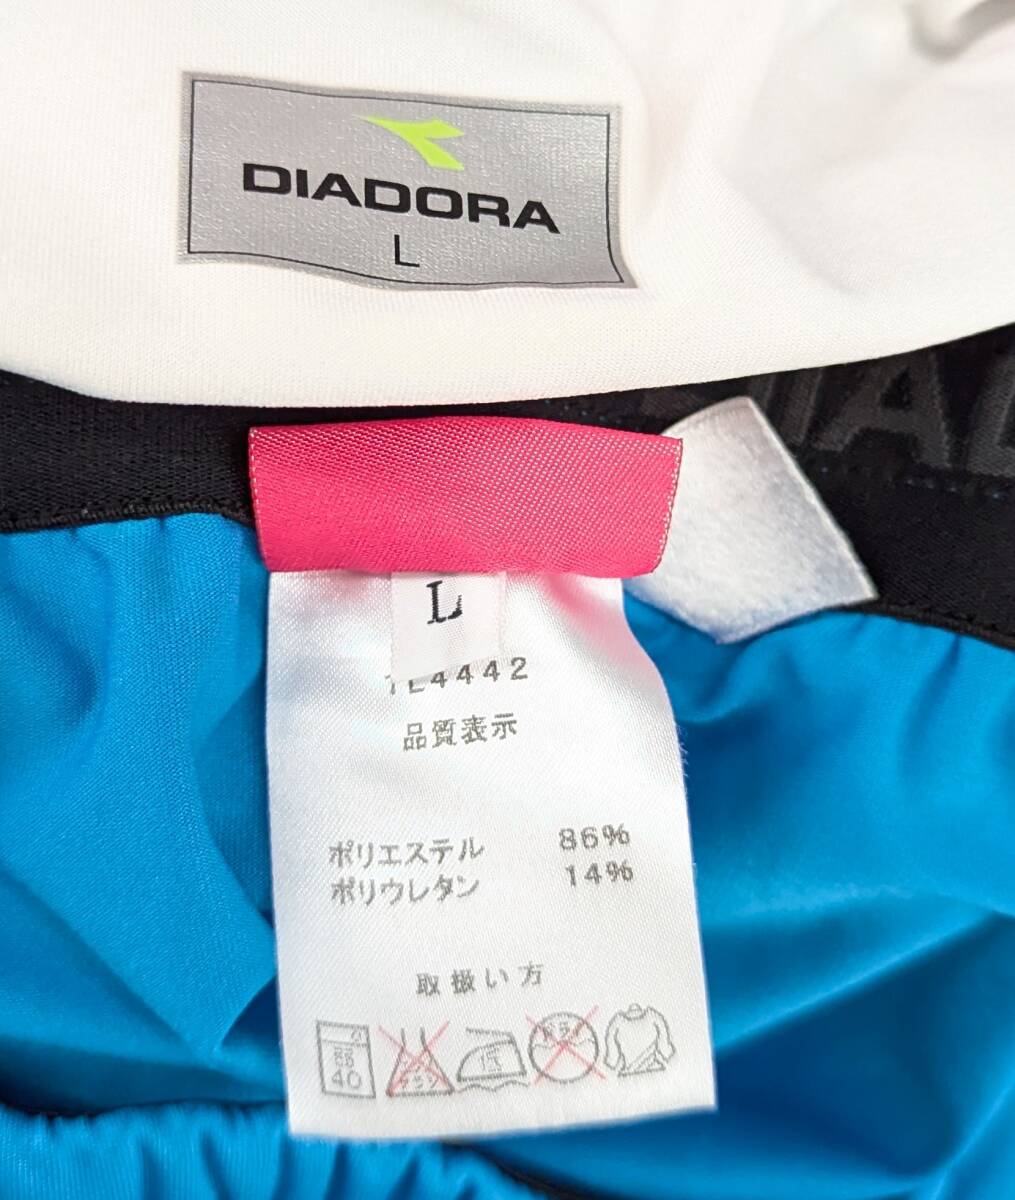 DIADORA
L
L
TL4442
品質表示
ポリエステル 86%
ポリウレタン 14%
取扱い方
40